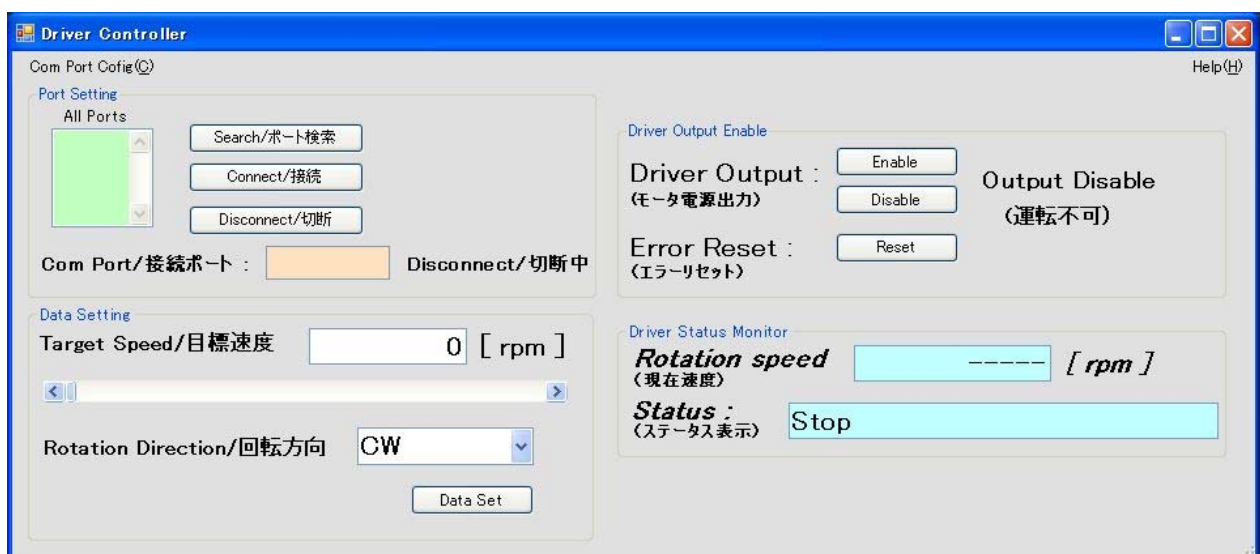 Driver Controller
Com Port Cofig(C)
Help(H)
Port Setting
All Ports
Search/ポート検索
Connect/接続
Disconnect/切断
Com Port/接続ポート :
Disconnect/切断中
Data Setting
Target Speed/目標速度
0 [ rpm ]
Rotation Direction/回転方向
CW
Data Set
Driver Output Enable
Driver Output :
(モータ電源出力)
Enable
Disable
Output Disable
(運転不可)
Error Reset :
(エラーリセット)
Reset
Driver Status Monitor
Rotation speed
(現在速度)
----- [ rpm ]
Status :
(ステータス表示)
Stop